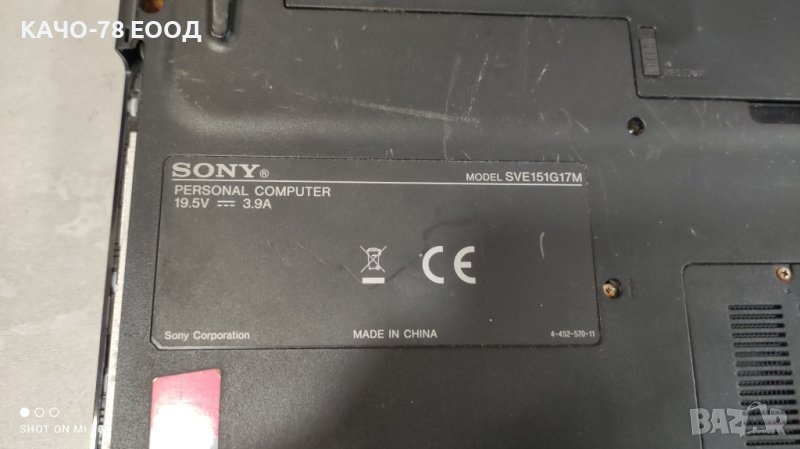 КАЧО-78 ЕООД
SONY®
MODEL SVE151G17M
PERSONAL COMPUTER
19.5V ⎓ 3.9A
CE
Sony Corporation
MADE IN CHINA
4-452-570-11
SHOT ON MI
BAZAR